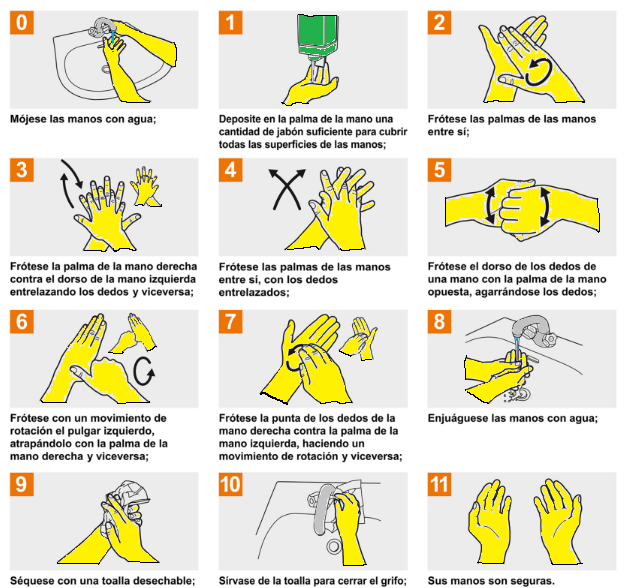 0
Mójese las manos con agua;
1
Deposite en la palma de la mano una
cantidad de jabón suficiente para cubrir
todas las superficies de las manos;
2
Frótese las palmas de las manos
entre sí;
3
Frótese la palma de la mano derecha
contra el dorso de la mano izquierda
entrelazando los dedos y viceversa;
4
Frótese las palmas de las manos
entre sí, con los dedos
entrelazados;
5
Frótese el dorso de los dedos de
una mano con la palma de la mano
opuesta, agarrándose los dedos;
6
Frótese con un movimiento de
rotación el pulgar izquierdo,
atrapándolo con la palma de la
mano derecha y viceversa;
7
Frótese la punta de los dedos de la
mano derecha contra la palma de la
mano izquierda, haciendo un
movimiento de rotación y viceversa;
8
Enjuáguese las manos con agua;
9
Séquese con una toalla desechable;
10
Sírvase de la toalla para cerrar el grifo;
11
Sus manos son seguras.